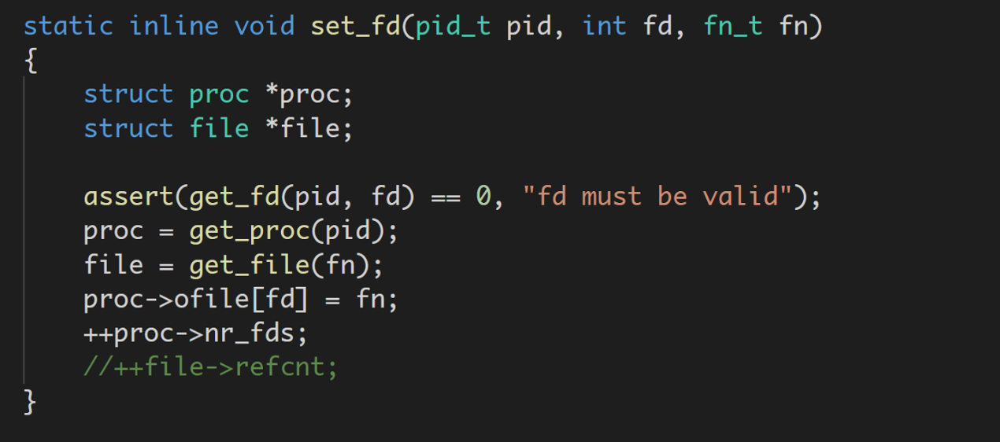 static inline void set_fd(pid_t pid, int fd, fn_t fn)
{
    struct proc *proc;
    struct file *file;

    assert(get_fd(pid, fd) == 0, "fd must be valid");
    proc = get_proc(pid);
    file = get_file(fn);
    proc->ofile[fd] = fn;
    ++proc->nr_fds;
    //++file->refcnt;
}